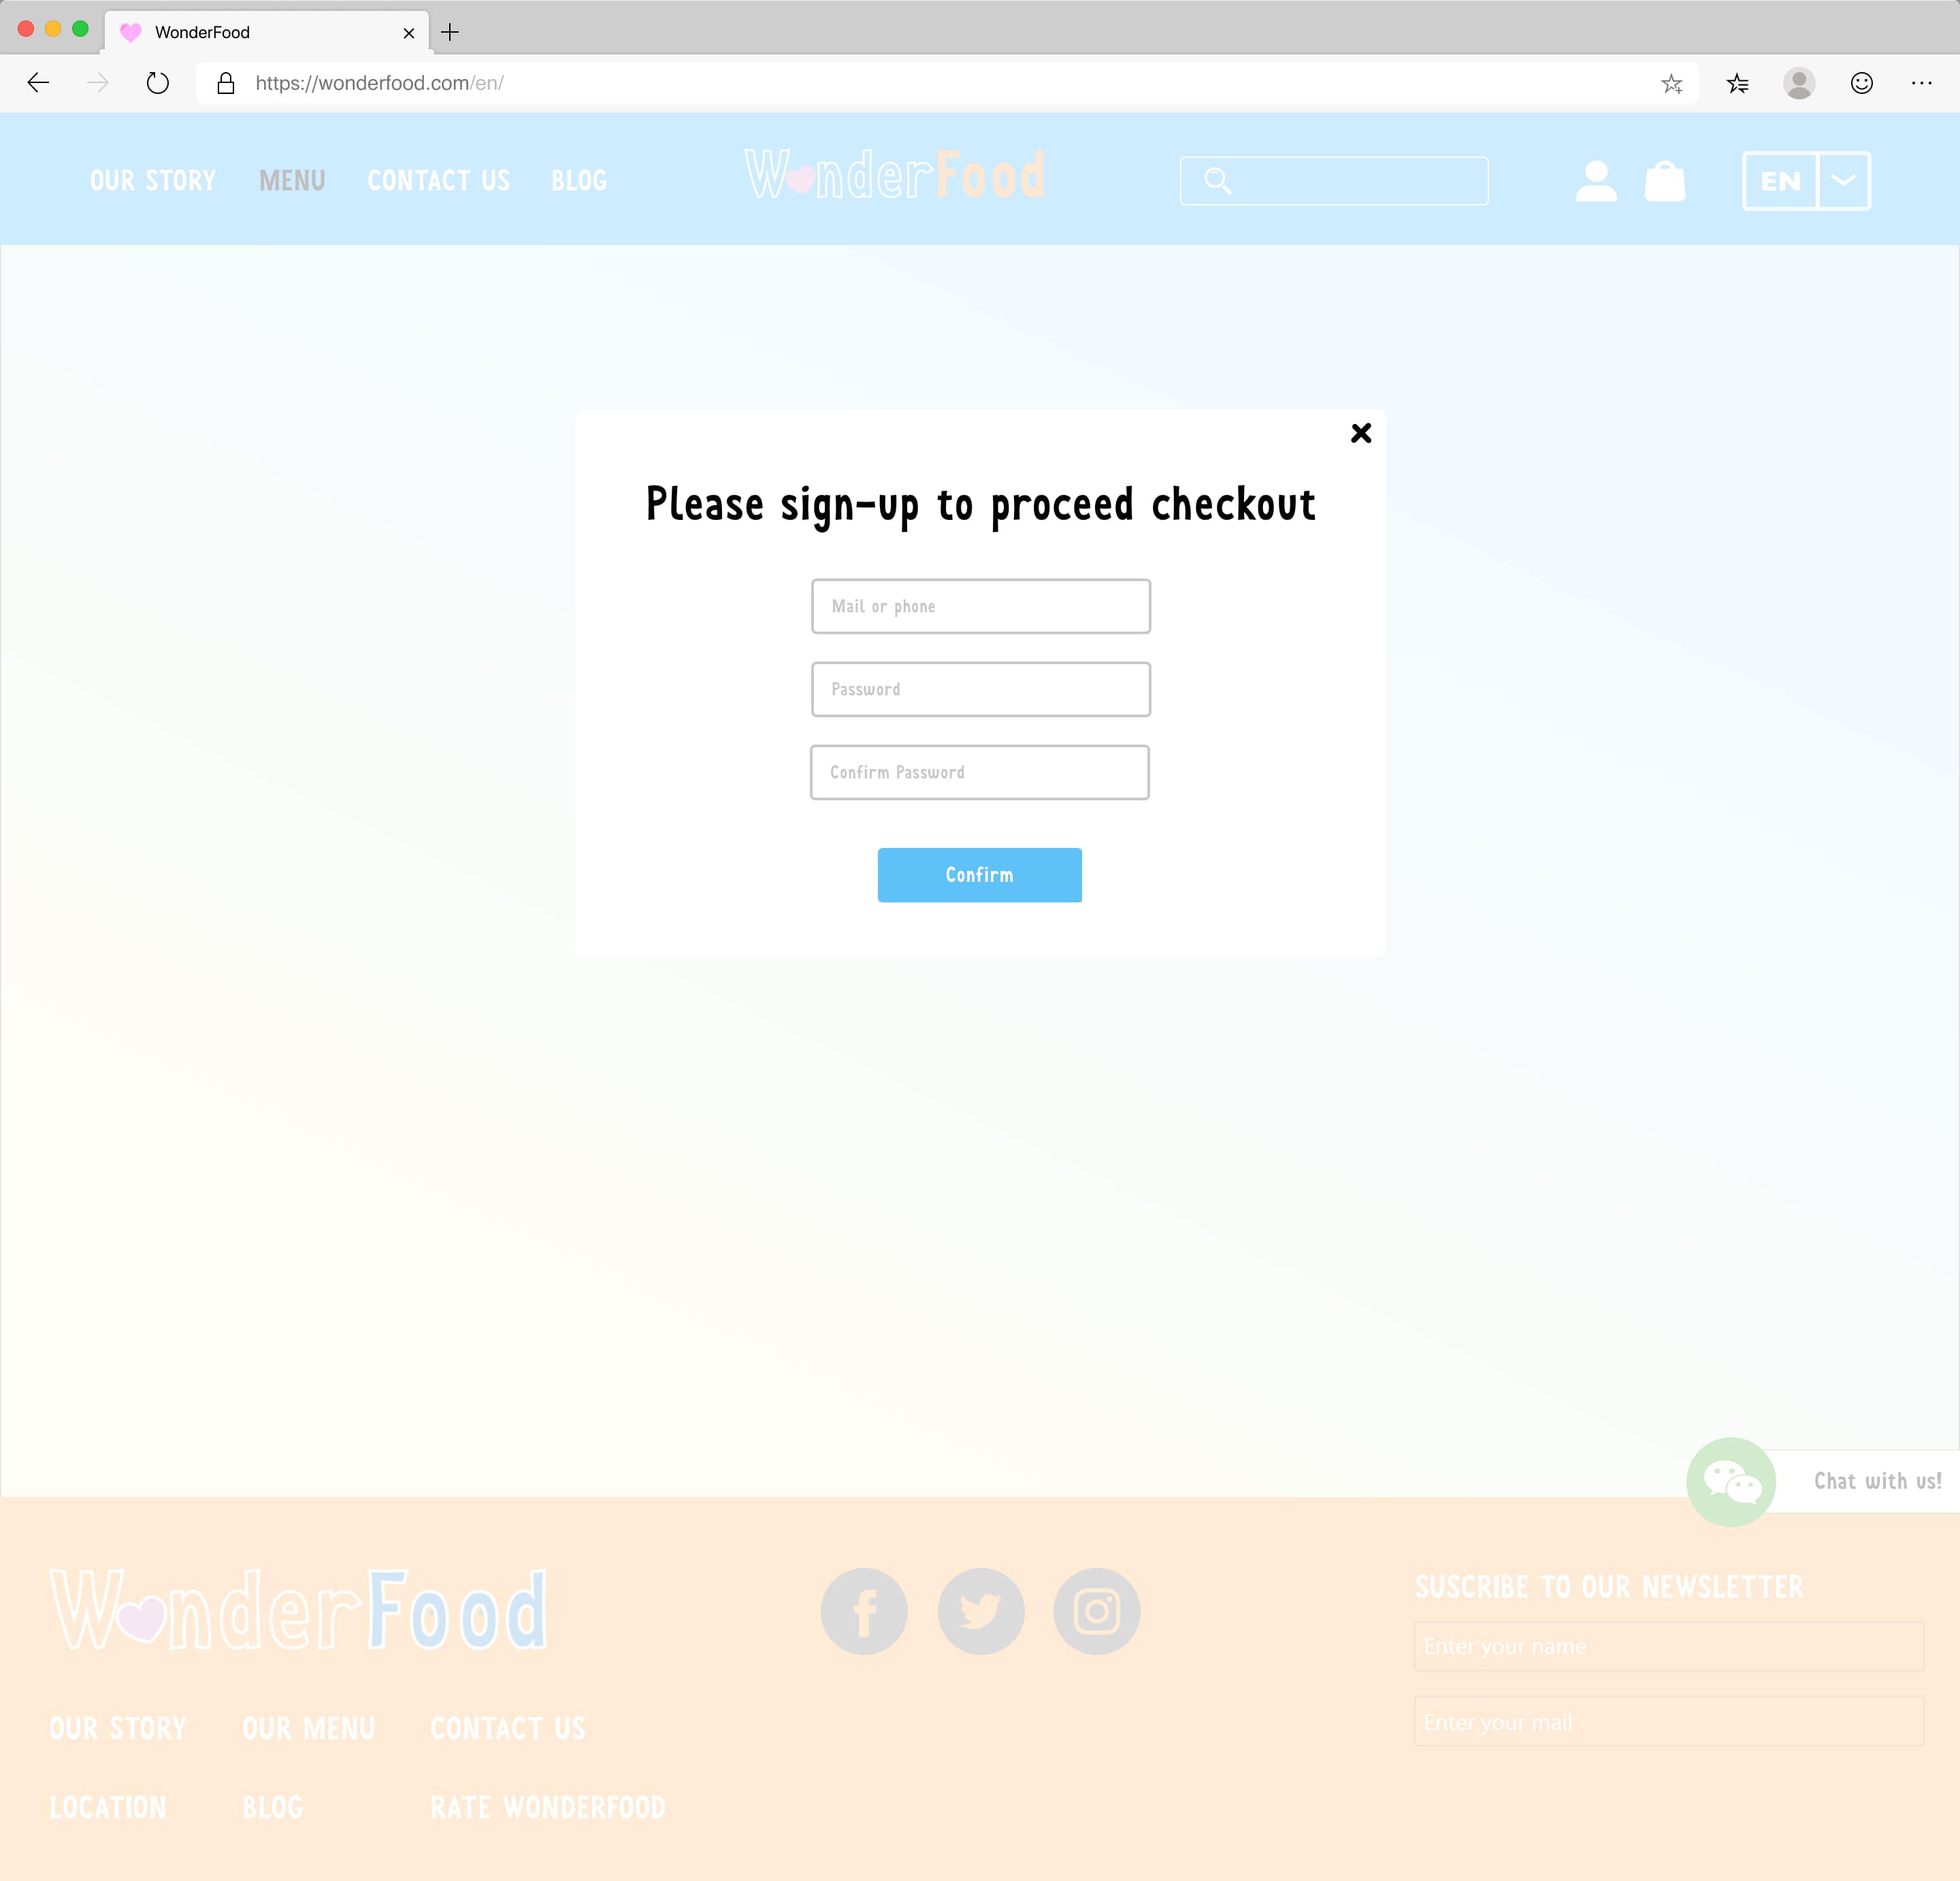 WonderFood
https://wonderfood.com/en/
OUR STORY MENU CONTACT US BLOG
WonderFood
EN
Please sign-up to proceed checkout
Mail or phone
Password
Confirm Password
Confirm
Chat with us!
WonderFood
SUSCRIBE TO OUR NEWSLETTER
Enter your name
Enter your mail
OUR STORY OUR MENU CONTACT US
LOCATION BLOG RATE WONDERFOOD